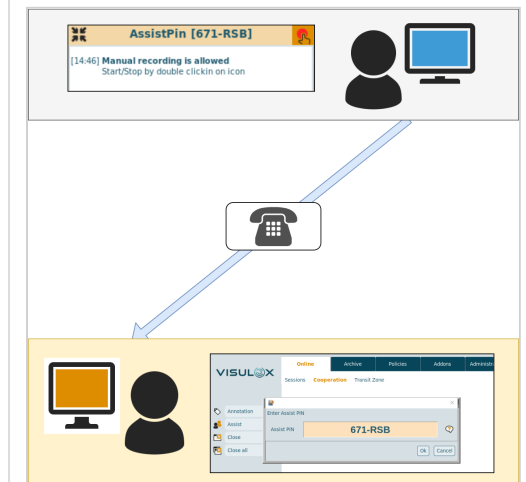 AssistPin [671-RSB]
[14:46] Manual recording is allowed
Start/Stop by double clickin on icon
VISULOX
Online Archive Policies Addons Administra
Sessions Cooperation Transit Zone
Annotation
Assist
Close
Close all
Enter Assist PIN
Assist PIN 671-RSB
Ok Cancel